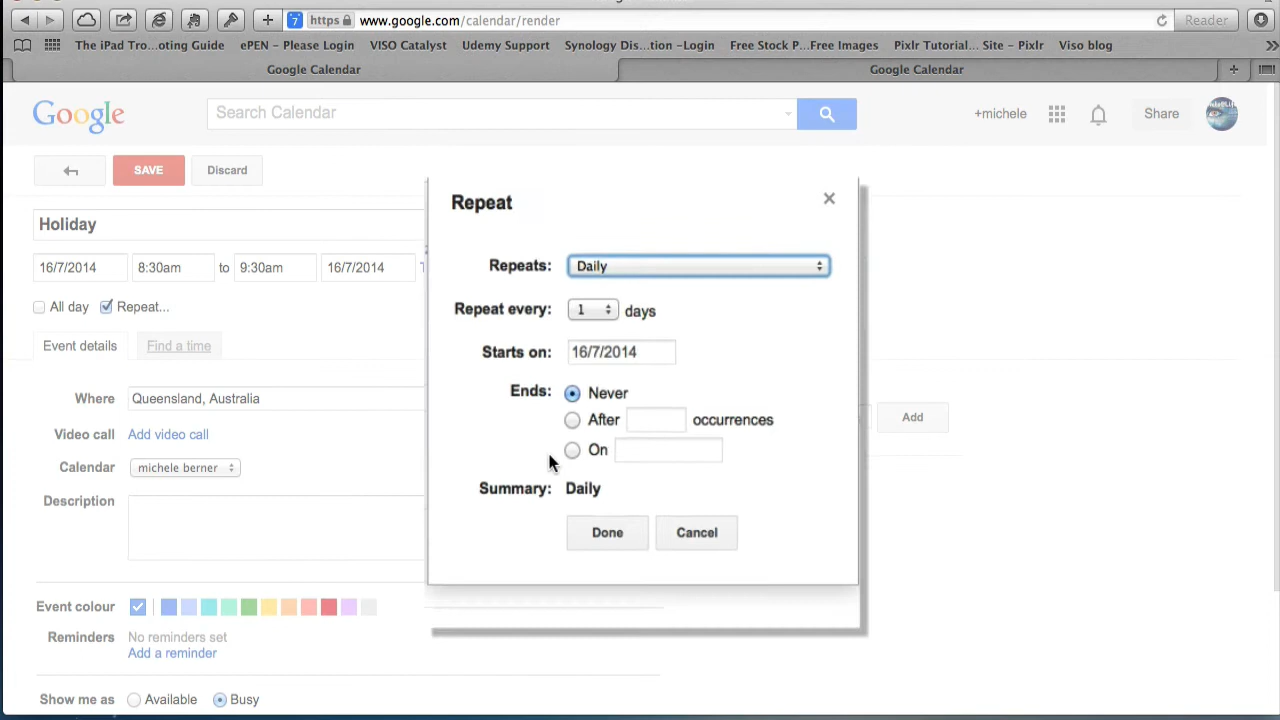 https www.google.com/calendar/render Reader
The iPad Tro...oting Guide ePEN - Please Login VISO Catalyst Udemy Support Synology Dis...tion -Login Free Stock P...Free Images Pixlr Tutorial... Site - Pixlr Viso blog
Google Calendar Google Calendar
Google Search Calendar +michele Share
SAVE Discard
Holiday
16/7/2014 8:30am to 9:30am 16/7/2014
All day Repeat...
Event details Find a time
Where Queensland, Australia
Video call Add video call
Add
Calendar michele berner
Description
Event colour
Reminders No reminders set
Add a reminder
Show me as Available Busy
Repeat
Repeats: Daily
Repeat every: 1 days
Starts on: 16/7/2014
Ends: Never
After occurrences
On
Summary: Daily
Done Cancel